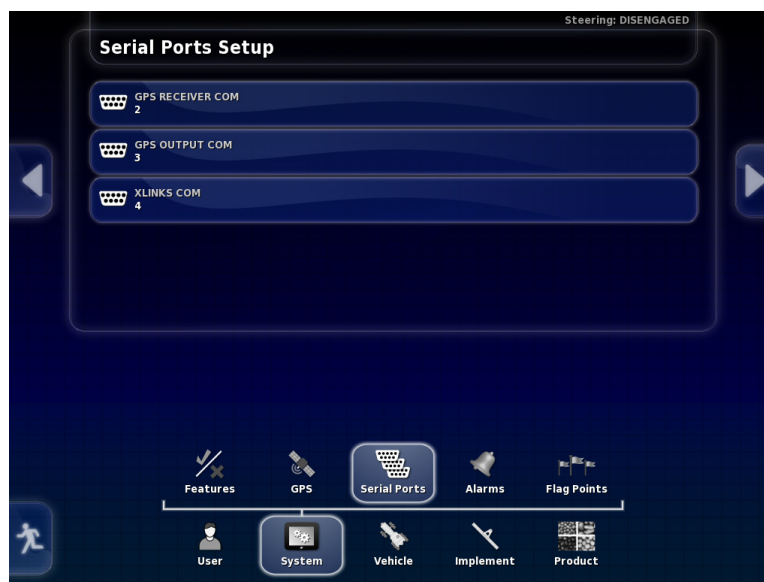 Steering: DISENGAGED
Serial Ports Setup
GPS RECEIVER COM
2
GPS OUTPUT COM
3
XLINKS COM
4
Features GPS Serial Ports Alarms Flag Points
User System Vehicle Implement Product